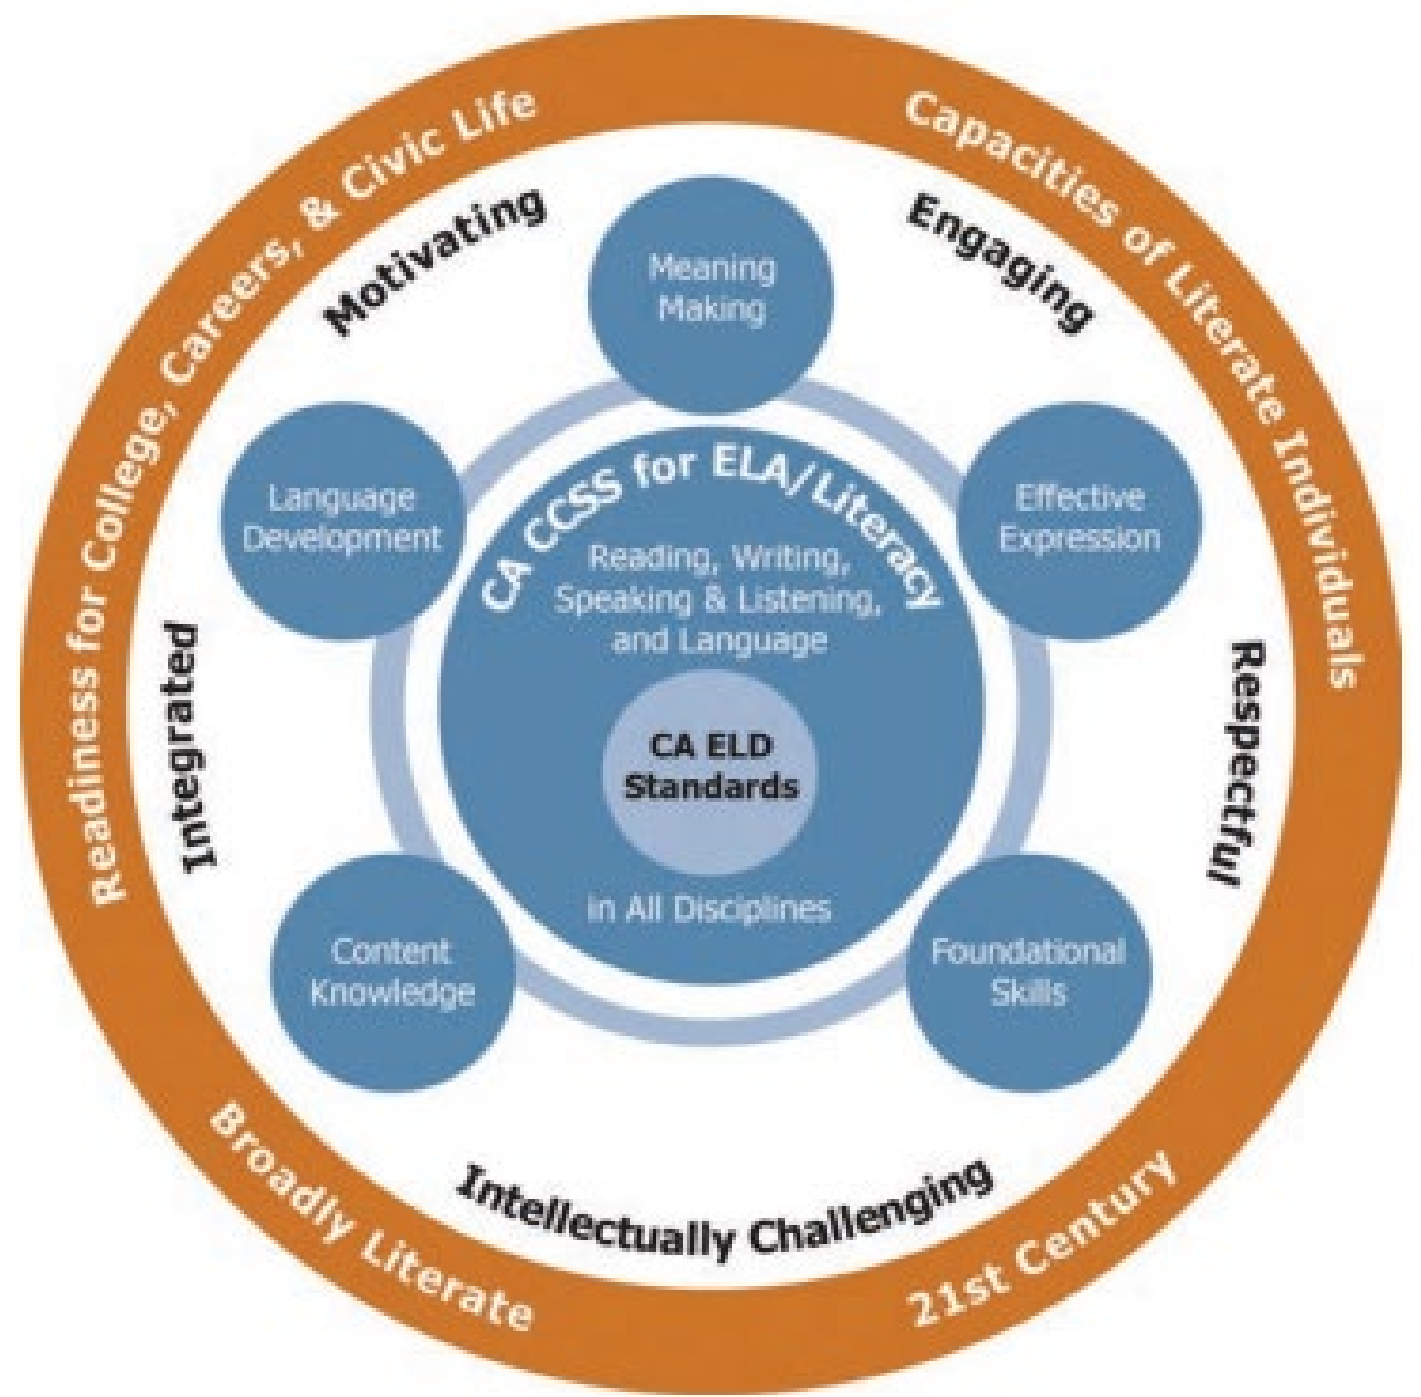 Readiness for College, Careers, & Civic Life
Capacities of Literate Individuals
Motivating
Engaging
Meaning
Making
Language
Development
Effective
Expression
CA CCSS for ELA/Literacy
Reading, Writing,
Speaking & Listening,
and Language
CA ELD
Standards
in All Disciplines
Integrated
Respectful
Content
Knowledge
Foundational
Skills
Intellectually Challenging
Broadly Literate
21st Century